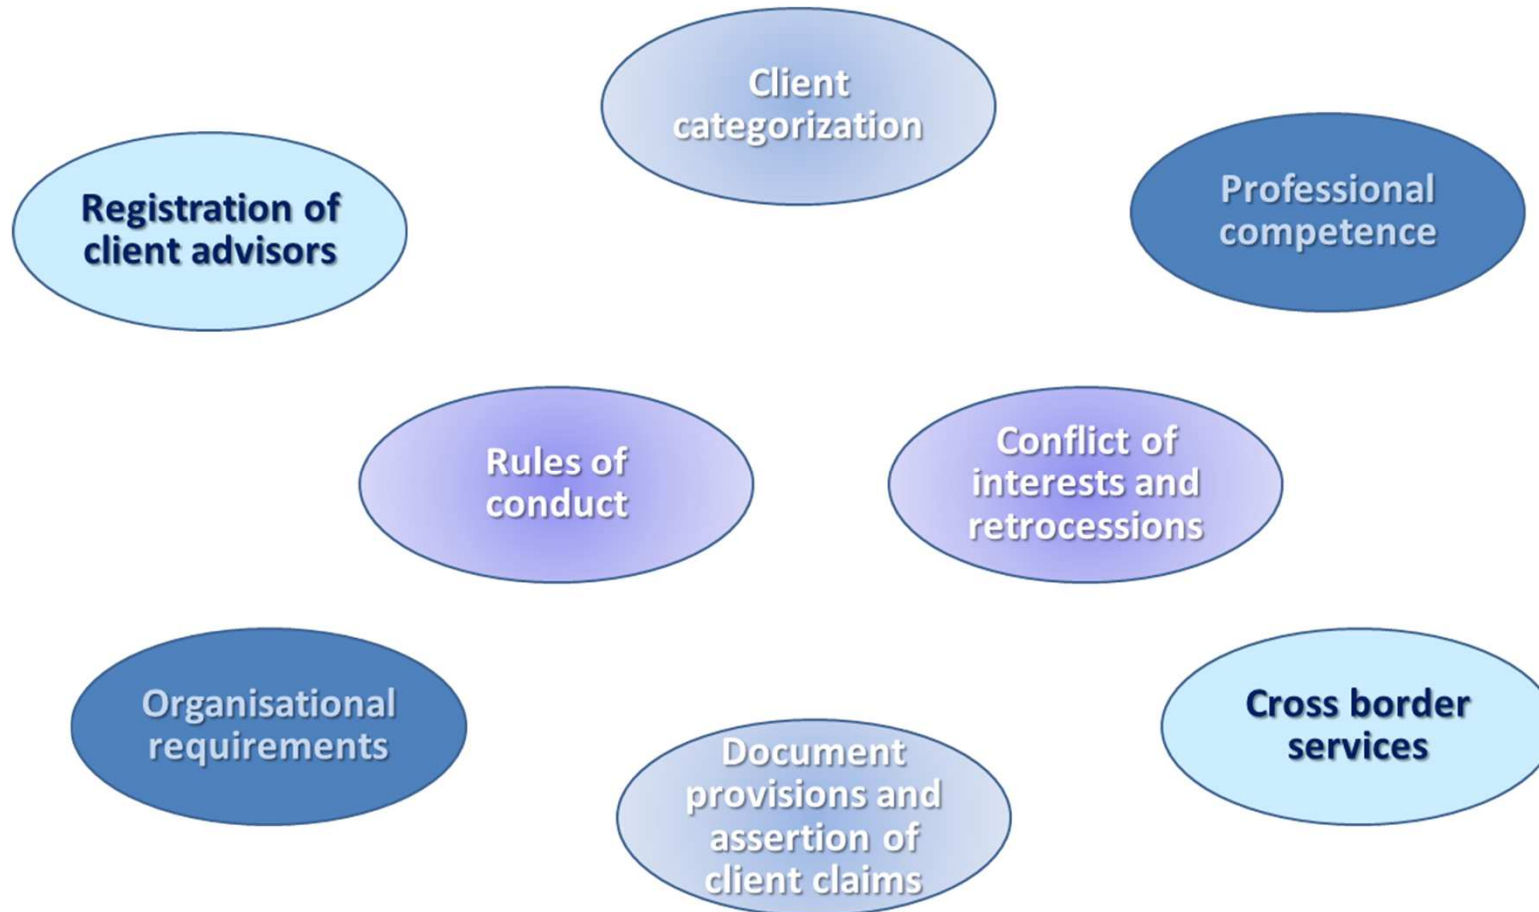 Client
categorization
Registration of
client advisors
Professional
competence
Rules of
conduct
Conflict of
interests and
retrocessions
Organisational
requirements
Cross border
services
Document
provisions and
assertion of
client claims